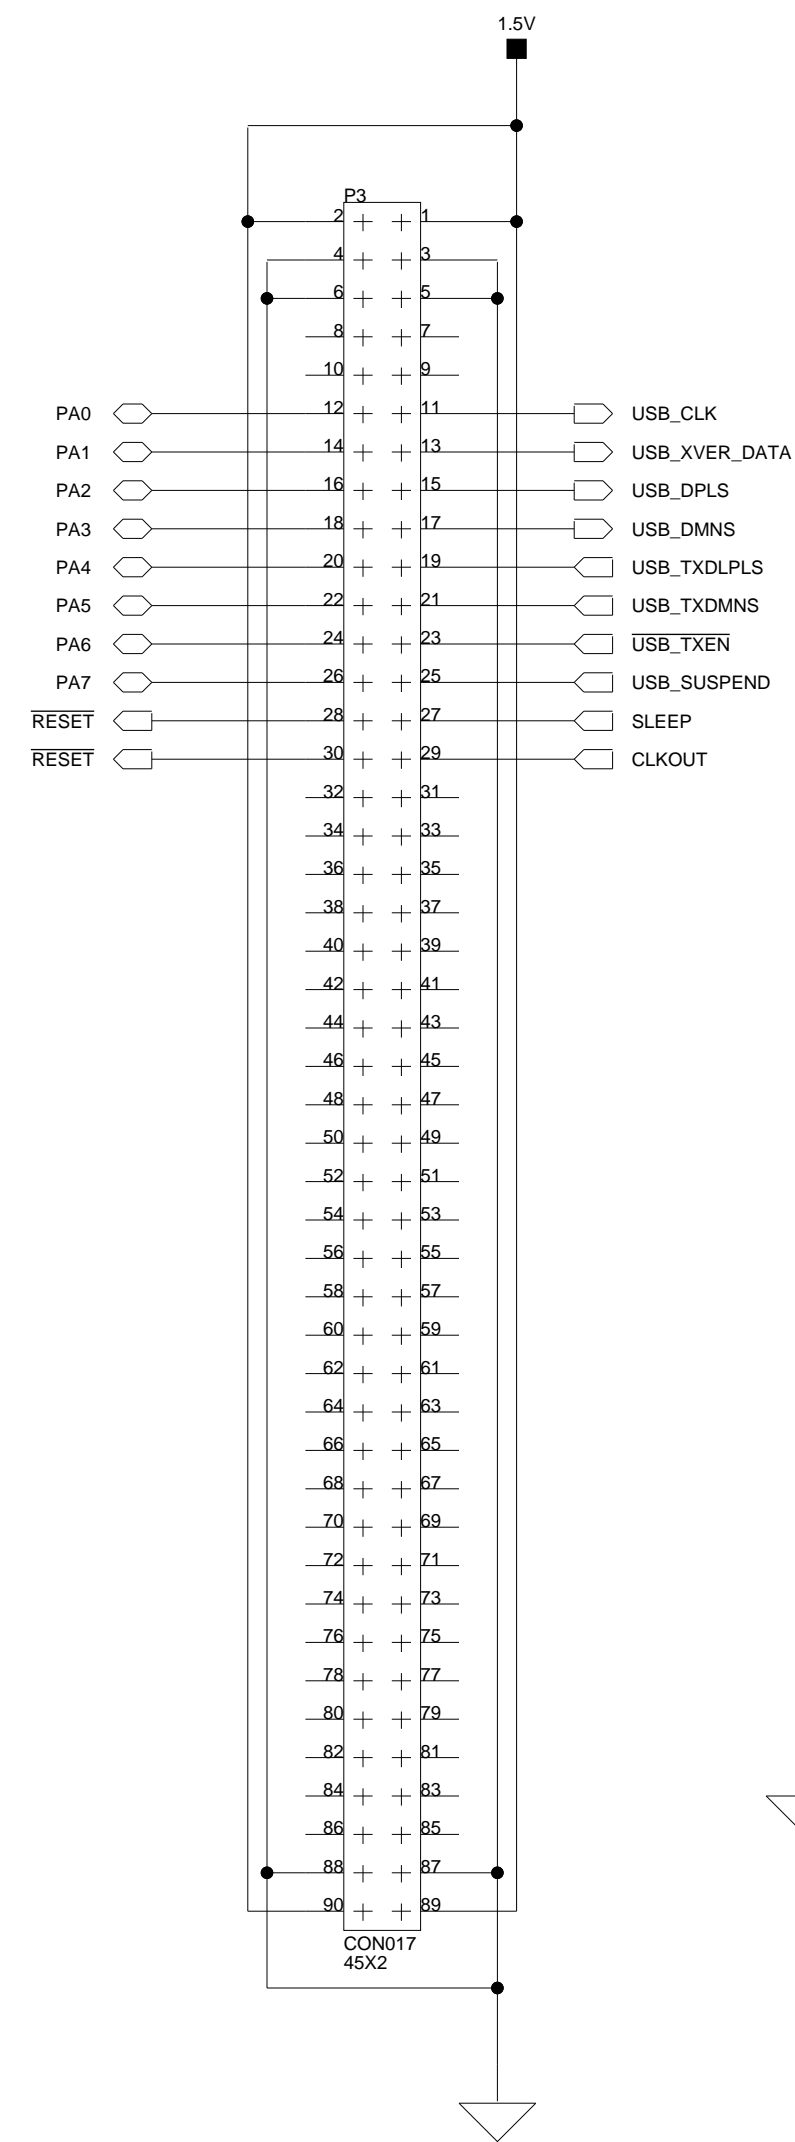 1.5V
P3
2 1
4 3
6 5
8 7
10 9
PA0 12 11 USB_CLK
PA1 14 13 USB_XVER_DATA
PA2 16 15 USB_DPLS
PA3 18 17 USB_DMNS
PA4 20 19 USB_TXDLPLS
PA5 22 21 USB_TXDMNS
PA6 24 23 USB_TXEN
PA7 26 25 USB_SUSPEND
RESET 28 27 SLEEP
RESET 30 29 CLKOUT
32 31
34 33
36 35
38 37
40 39
42 41
44 43
46 45
48 47
50 49
52 51
54 53
56 55
58 57
60 59
62 61
64 63
66 65
68 67
70 69
72 71
74 73
76 75
78 77
80 79
82 81
84 83
86 85
88 87
90 89
CON017
45X2